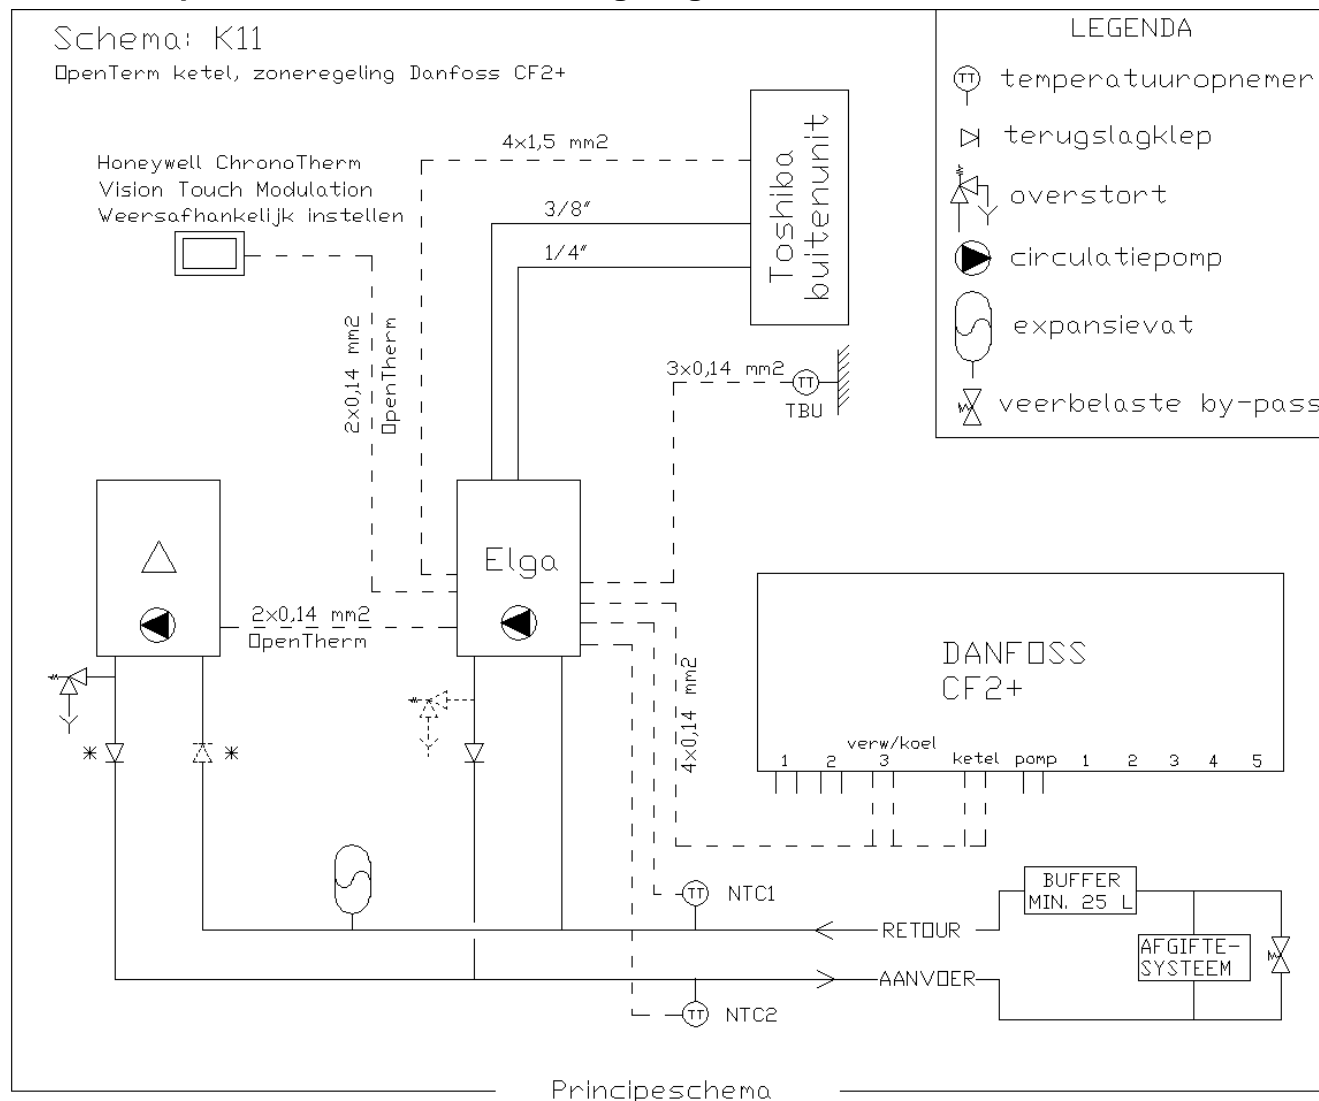 Schema: K11
OpenTerm ketel, zoneregeling Danfoss CF2+
Honeywell ChronoTherm
Vision Touch Modulation
Weersafhankelijk instellen
4x1,5 mm2
3/8"
1/4"
Toshiba
buitenunit
LEGENDA
TT temperatuuropnemer
terugslagklep
overstort
circulatiepomp
expansievat
veerbelaste by-pass
2x0,14 mm2
OpenTherm
3x0,14 mm2
TT
TBU
Elga
2x0,14 mm2
OpenTherm
4x0,14 mm2
DANFOSS
CF2+
verw/koel
1 2 3 ketel pomp 1 2 3 4 5
* *
TT NTC1
BUFFER
MIN. 25 L
RETOUR
AFGIFTE-
SYSTEEM
AANVOER
TT NTC2
Principeschema